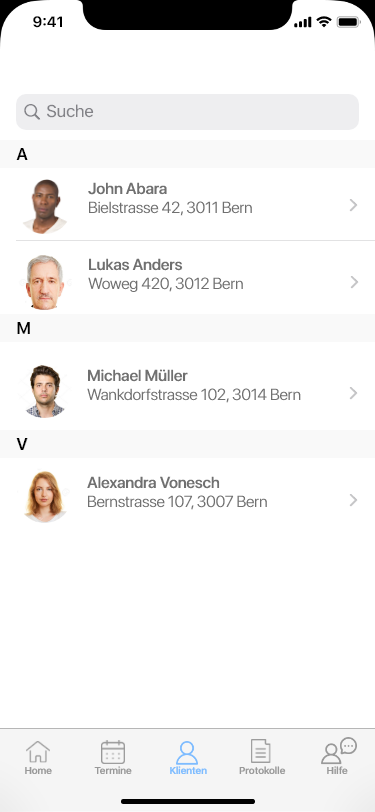 9:41
Suche
A
John Abara
Bielstrasse 42, 3011 Bern
Lukas Anders
Woweg 420, 3012 Bern
M
Michael Müller
Wankdorfstrasse 102, 3014 Bern
V
Alexandra Vonesch
Bernstrasse 107, 3007 Bern
Home Termine Klienten Protokolle Hilfe